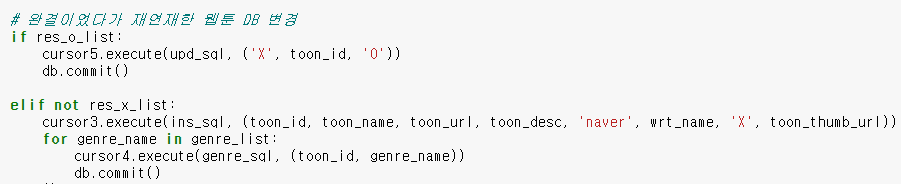 # 완결이었다가 재연재한 웹툰 DB 변경
if res_o_list:
    cursor5.execute(upd_sql, ('X', toon_id, 'O'))
    db.commit()

elif not res_x_list:
    cursor3.execute(ins_sql, (toon_id, toon_name, toon_url, toon_desc, 'naver', wrt_name, 'X', toon_thumb_url))
    for genre_name in genre_list:
        cursor4.execute(genre_sql, (toon_id, genre_name))
        db.commit()